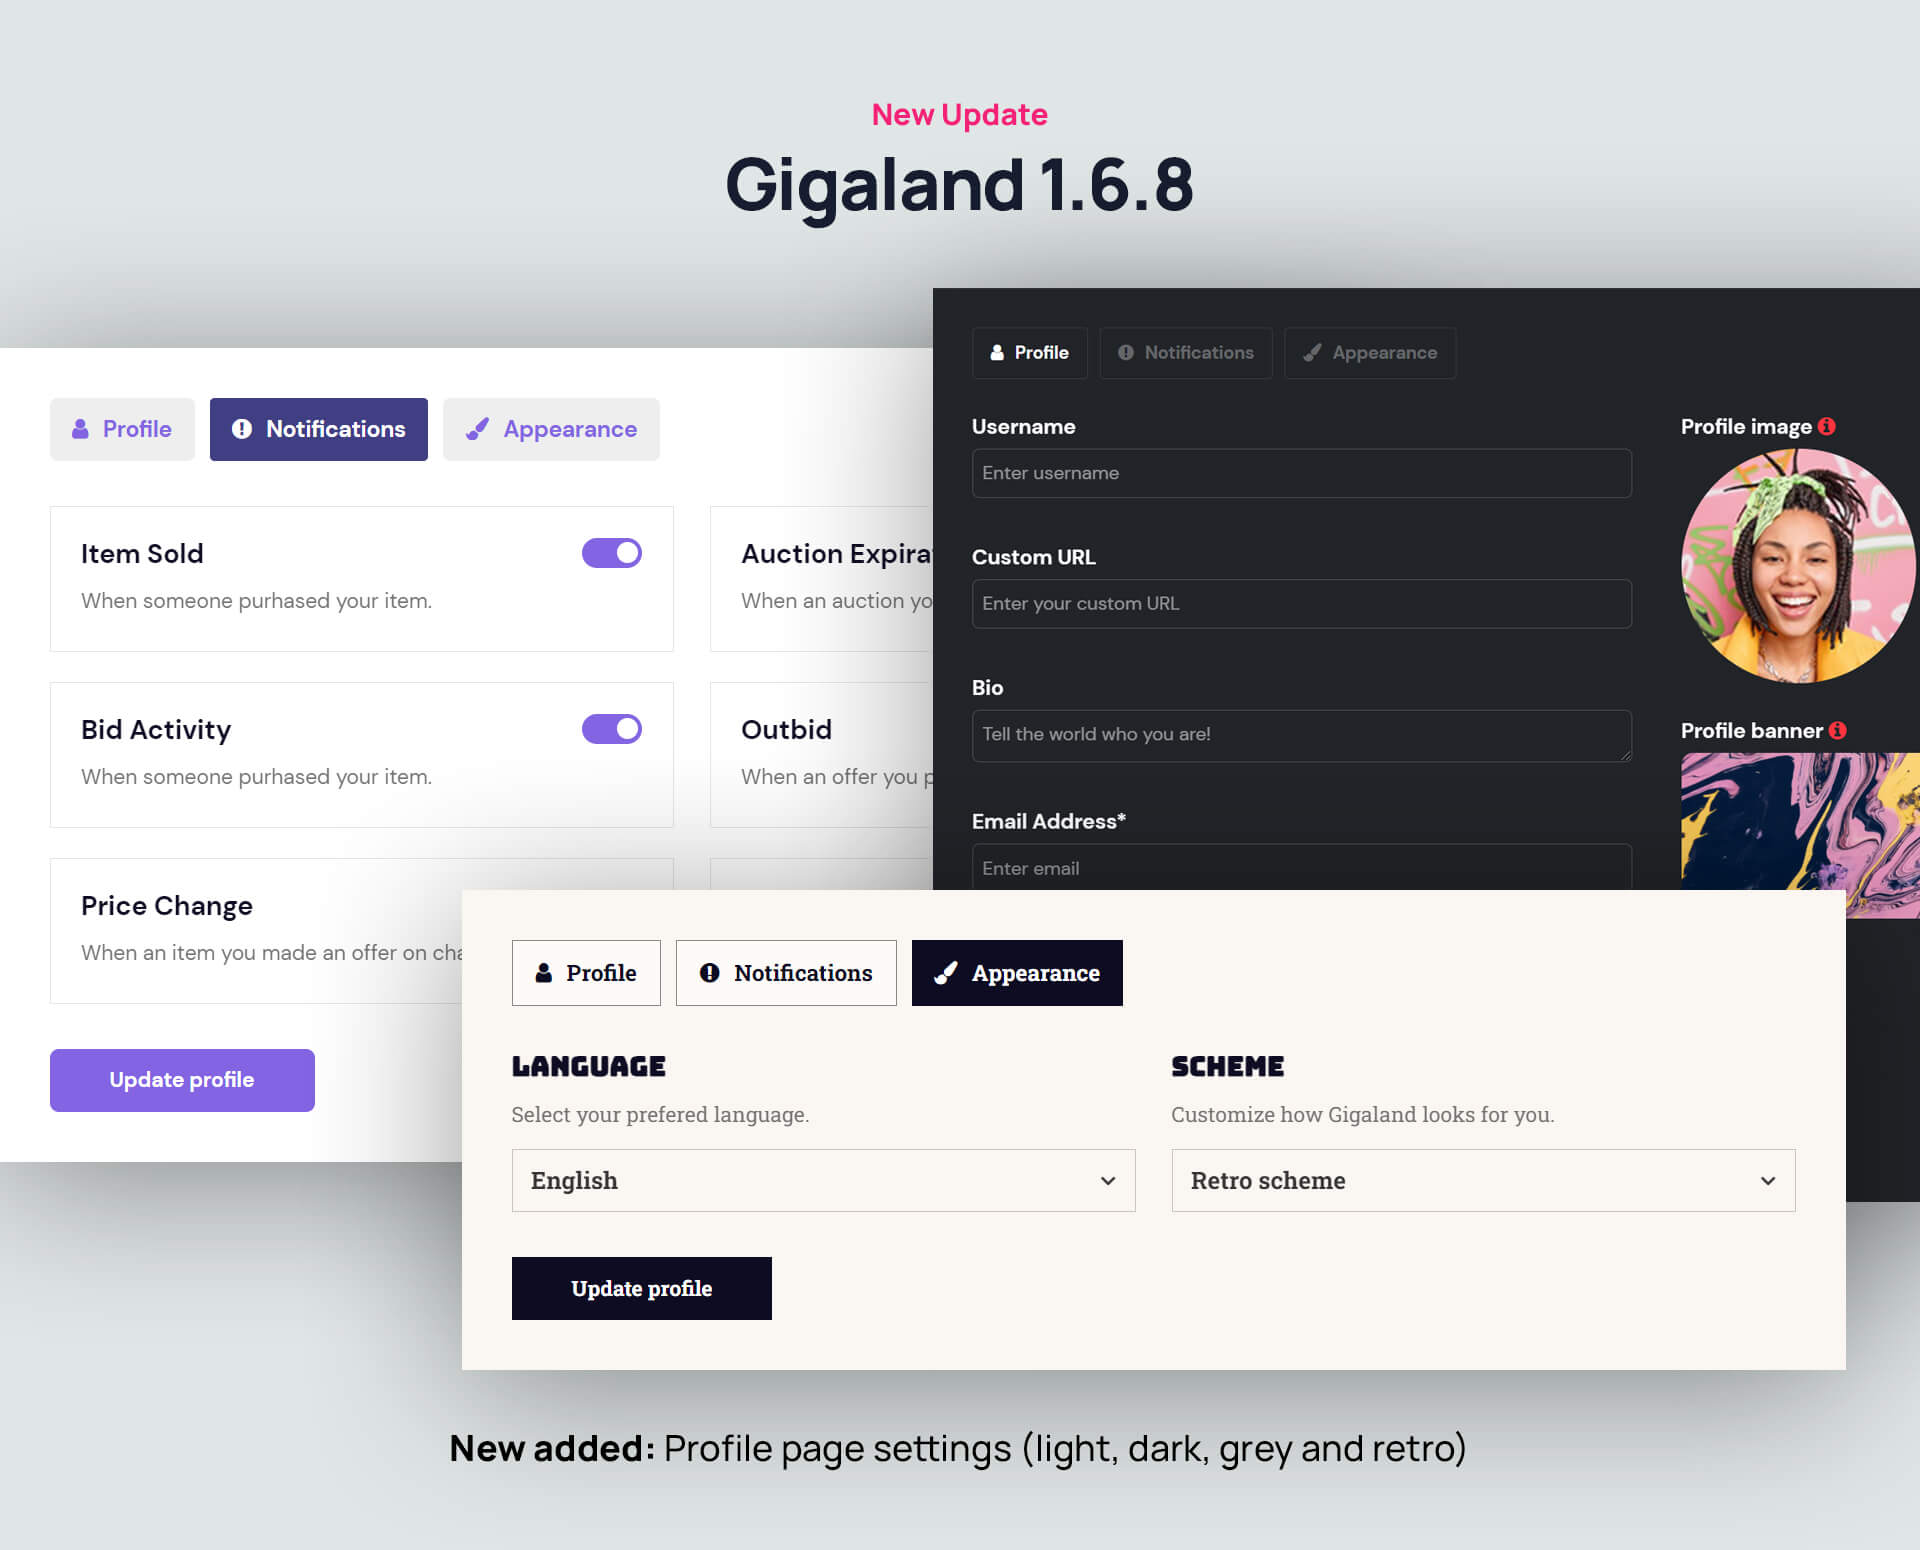 New Update
Gigaland 1.6.8
Profile
Notifications
Appearance
Item Sold
When someone purhased your item.
Auction Expira
When an auction yo
Bid Activity
When someone purhased your item.
Outbid
When an offer you p
Price Change
When an item you made an offer on cha
Update profile
Profile
Notifications
Appearance
Username
Enter username
Custom URL
Enter your custom URL
Bio
Tell the world who you are!
Email Address*
Enter email
Profile image
Profile banner
Profile
Notifications
Appearance
LANGUAGE
Select your prefered language.
English
SCHEME
Customize how Gigaland looks for you.
Retro scheme
Update profile
New added: Profile page settings (light, dark, grey and retro)